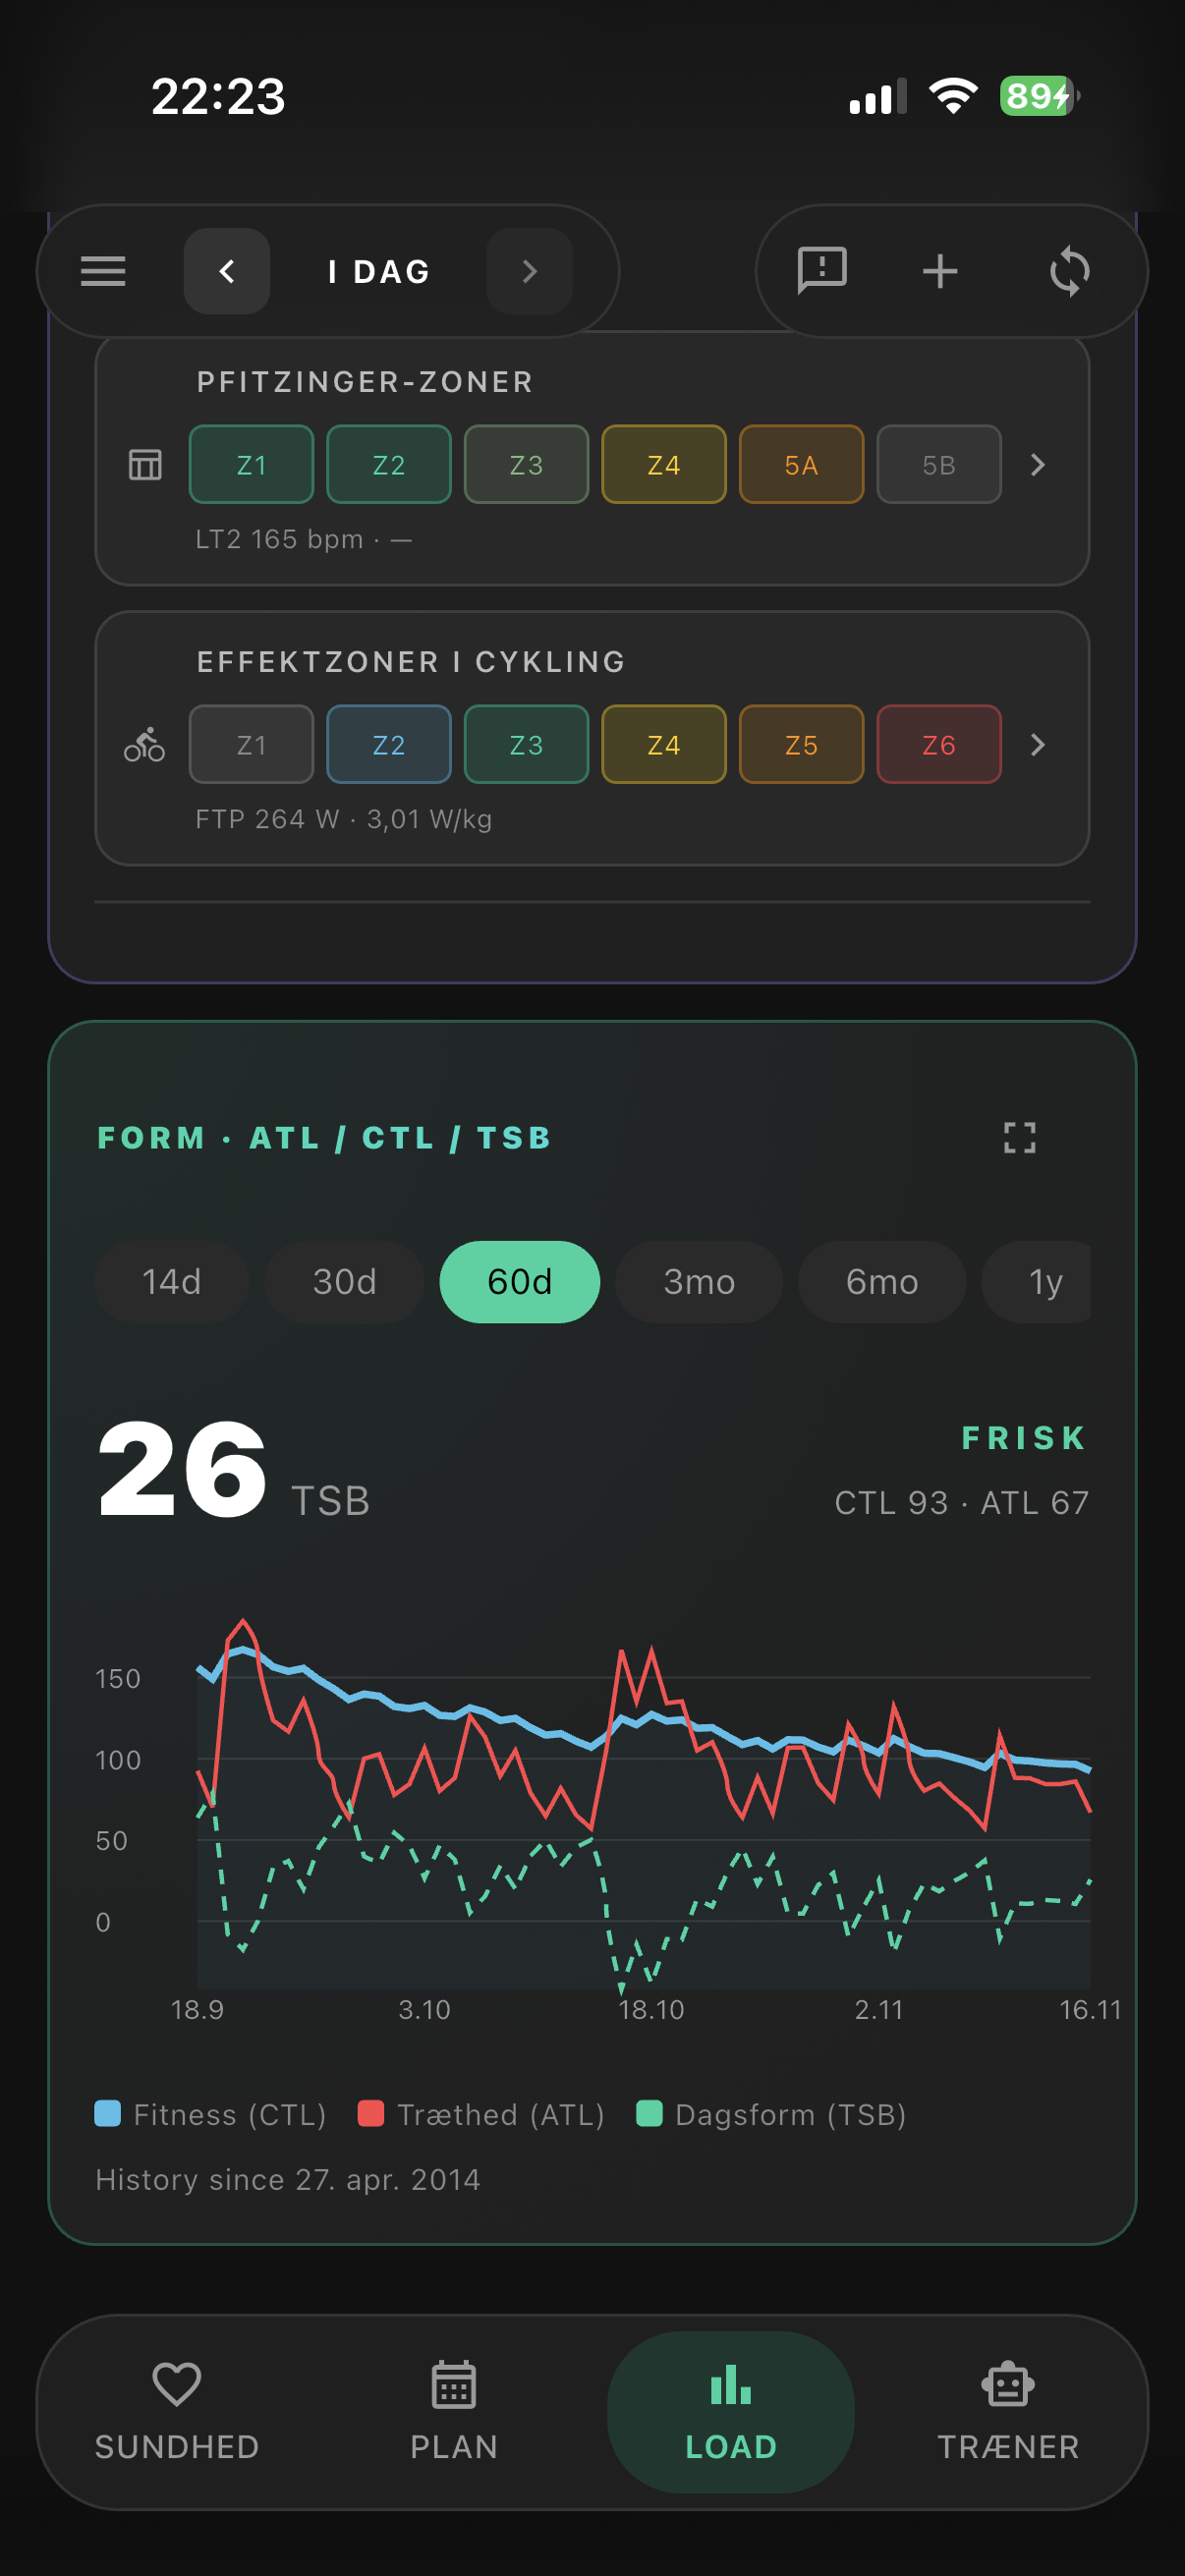 22:23
89
I DAG
PFITZINGER-ZONER
Z1 Z2 Z3 Z4 5A 5B
LT2 165 bpm · —
EFFEKTZONER I CYKLING
Z1 Z2 Z3 Z4 Z5 Z6
FTP 264 W · 3,01 W/kg
FORM · ATL / CTL / TSB
14d 30d 60d 3mo 6mo 1y
26 TSB
FRISK
CTL 93 · ATL 67
150
100
50
0
18.9 3.10 18.10 2.11 16.11
Fitness (CTL) Træthed (ATL) Dagsform (TSB)
History since 27. apr. 2014
SUNDHED PLAN LOAD TRÆNER